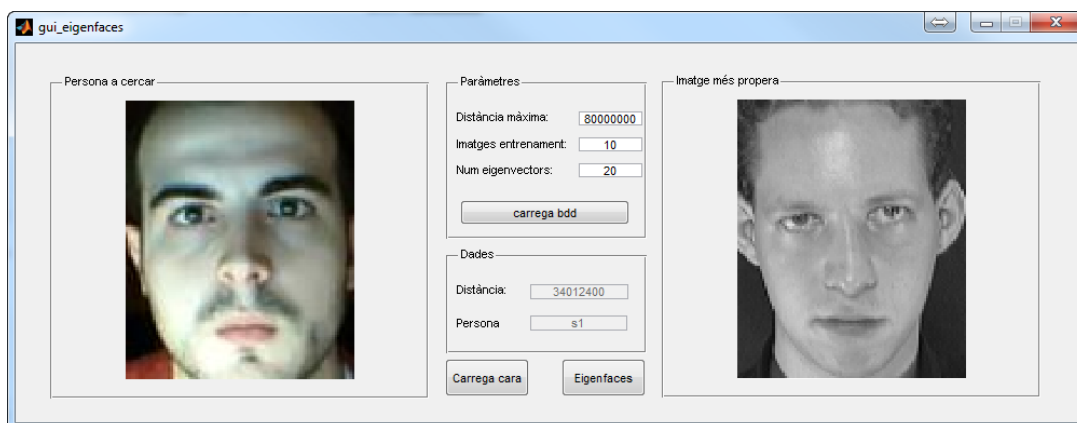 gui_eigenfaces
Persona a cercar
Paràmetres
Distància màxima: 80000000
Imatges entrenament: 10
Num eigenvectors: 20
carrega bdd
Dades
Distància: 34012400
Persona s1
Carrega cara
Eigenfaces
Imatge més propera